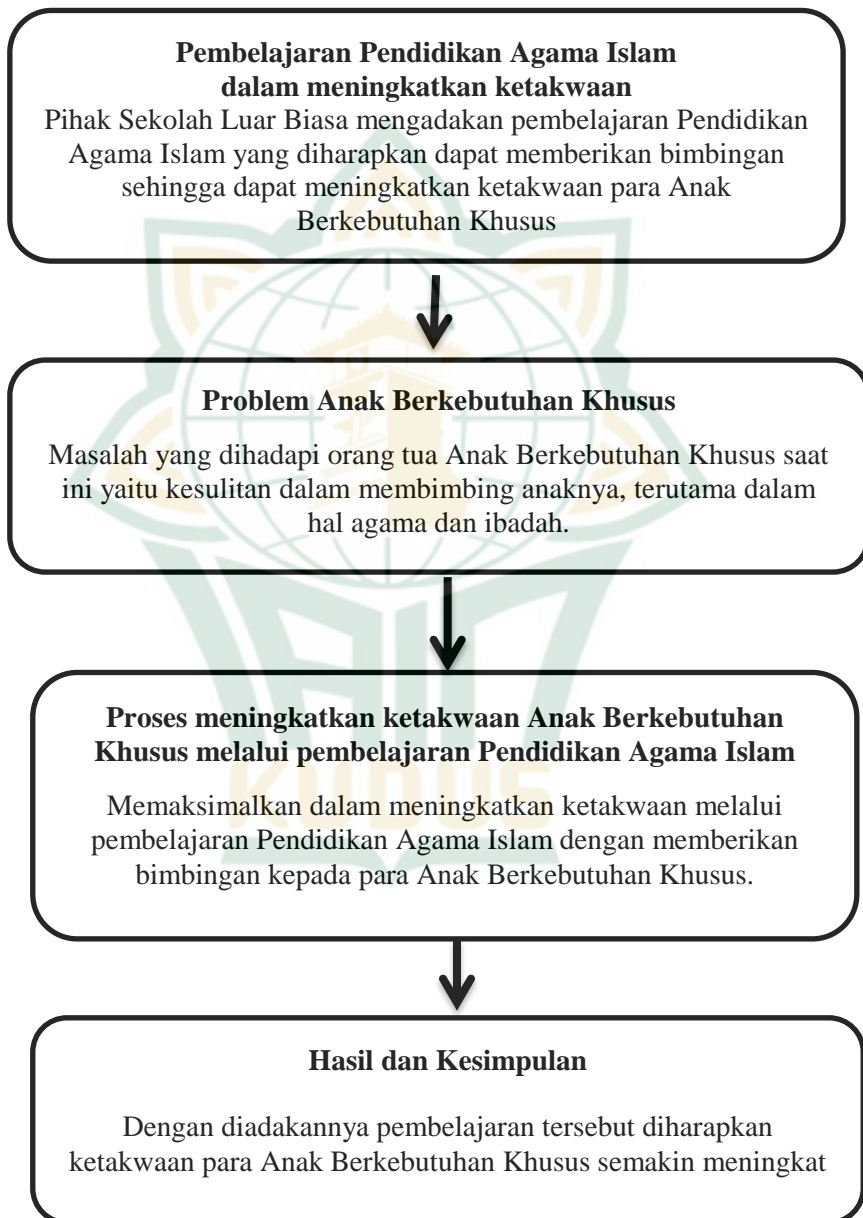 Pembelajaran Pendidikan Agama Islam
dalam meningkatkan ketakwaan
Pihak Sekolah Luar Biasa mengadakan pembelajaran Pendidikan
Agama Islam yang diharapkan dapat memberikan bimbingan
sehingga dapat meningkatkan ketakwaan para Anak
Berkebutuhan Khusus
Problem Anak Berkebutuhan Khusus
Masalah yang dihadapi orang tua Anak Berkebutuhan Khusus saat
ini yaitu kesulitan dalam membimbing anaknya, terutama dalam
hal agama dan ibadah.
Proses meningkatkan ketakwaan Anak Berkebutuhan
Khusus melalui pembelajaran Pendidikan Agama Islam
Memaksimalkan dalam meningkatkan ketakwaan melalui
pembelajaran Pendidikan Agama Islam dengan memberikan
bimbingan kepada para Anak Berkebutuhan Khusus.
Hasil dan Kesimpulan
Dengan diadakannya pembelajaran tersebut diharapkan
ketakwaan para Anak Berkebutuhan Khusus semakin meningkat
IAIN
KUDUS